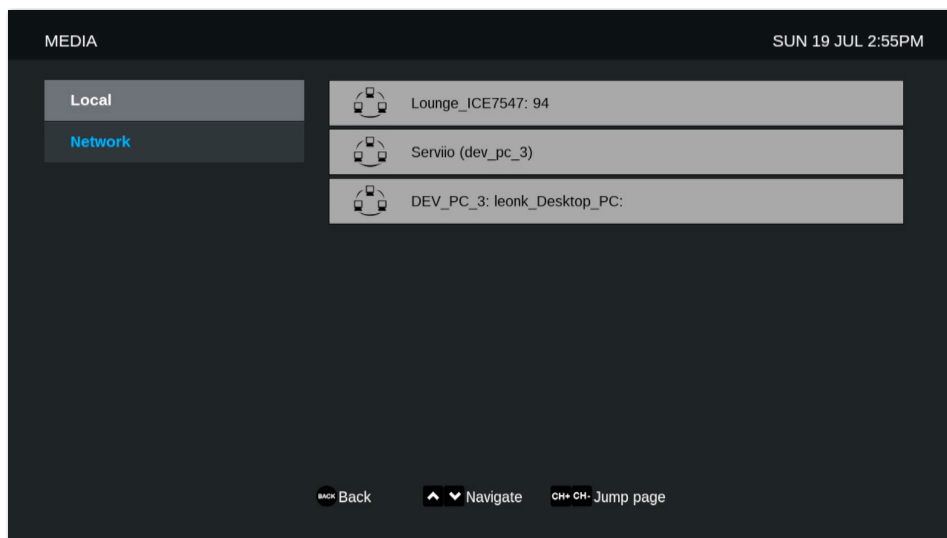 MEDIA
SUN 19 JUL 2:55PM
Local
Network
Lounge_ICE7547: 94
Serviio (dev_pc_3)
DEV_PC_3: leonk_Desktop_PC:
BACK Back
Navigate
CH+ CH- Jump page